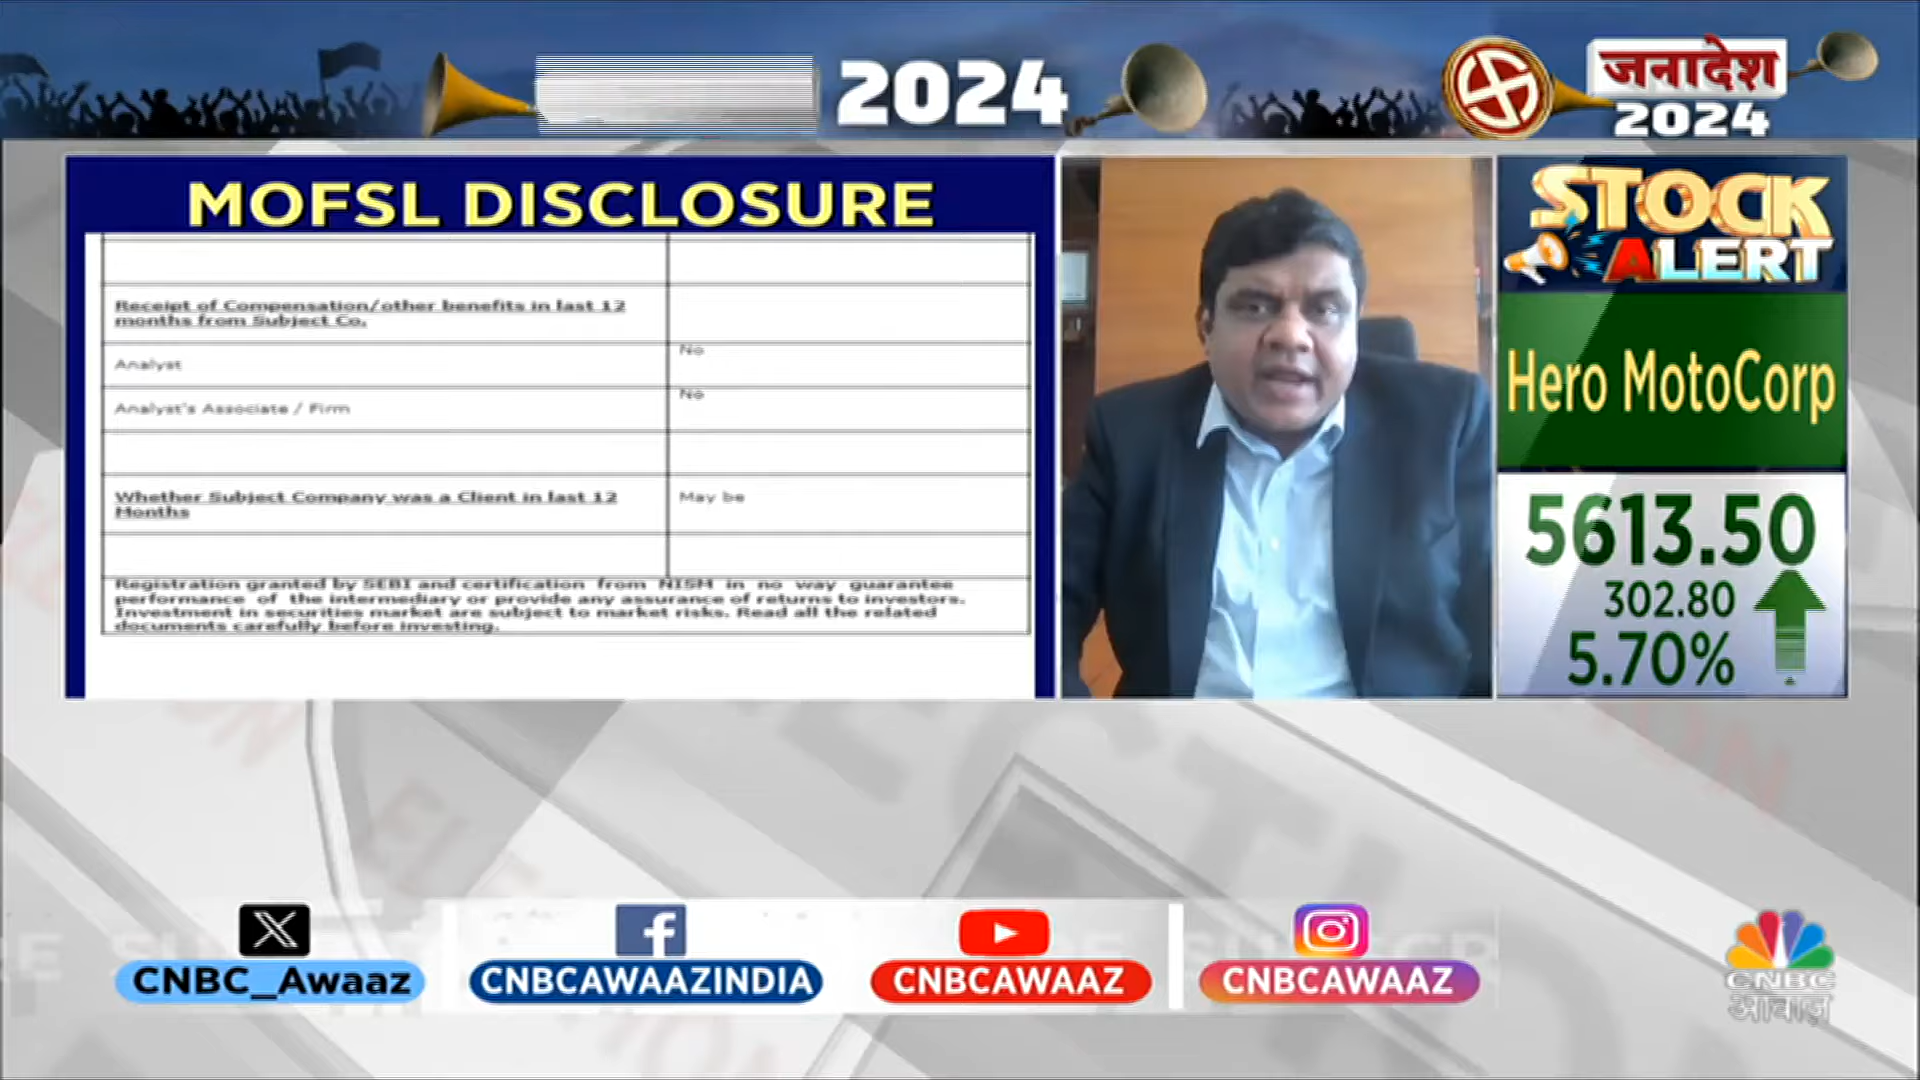 2024
जनादेश
2024
MOFSL DISCLOSURE
Receipt of Compensation/other benefits in last 12
months from Subject Co.
Analyst
No
Analyst's Associate / Firm
No
Whether Subject Company was a Client in last 12
Months
May be
Registration granted by SEBI and certification from NISM in no way guarantee
performance of the intermediary or provide any assurance of returns to investors.
Investment in securities market are subject to market risks. Read all the related
documents carefully before investing.
STOCK
ALERT
Hero MotoCorp
5613.50
302.80
5.70%
CNBC_Awaaz
CNBCAWAAZINDIA
CNBCAWAAZ
CNBCAWAAZ
CNBC
आवाज़